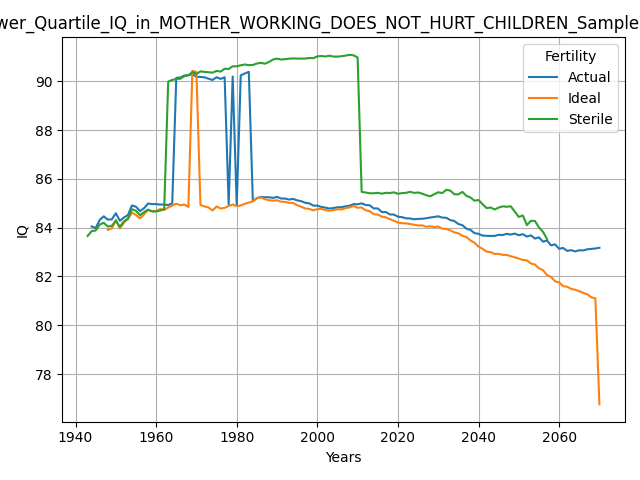 wer_Quartile_IQ_in_MOTHER_WORKING_DOES_NOT_HURT_CHILDREN_Sample
Fertility
Actual
Ideal
Sterile
IQ
90
88
86
84
82
80
78
1940
1960
1980
2000
2020
2040
2060
Years